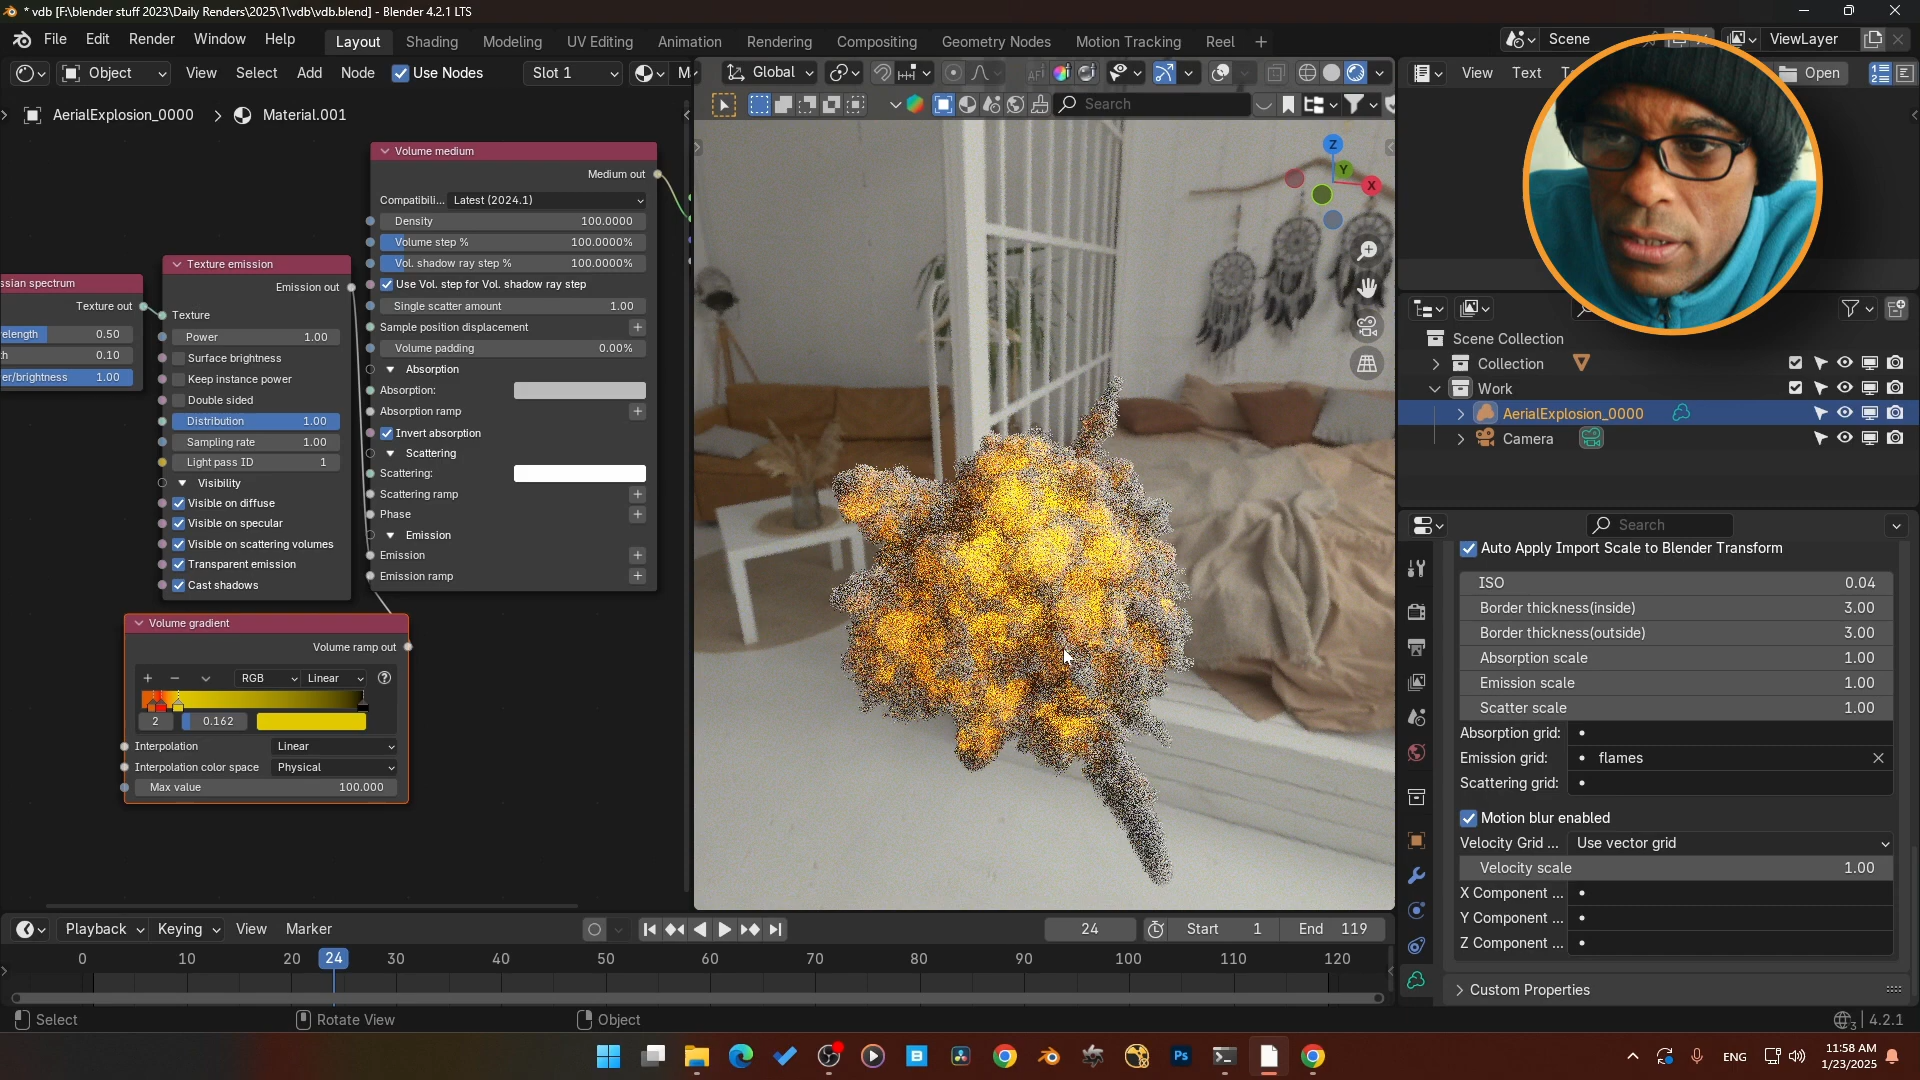 * vdb [F:\blender stuff 2023\Daily Renders\2025\1\vdb\vdb.blend] - Blender 4.2.1 LTS
File Edit Render Window Help
Layout Shading Modeling UV Editing Animation Rendering Compositing Geometry Nodes Motion Tracking Reel +
Scene
ViewLayer
Object View Select Add Node Use Nodes Slot 1
Global
View Text
Open
AerialExplosion_0000 > Material.001
Search
Volume medium
Medium out
Compatibili... Latest (2024.1)
Density 100.0000
Volume step % 100.0000%
Vol. shadow ray step % 100.0000%
Use Vol. step for Vol. shadow ray step
Single scatter amount 1.00
Sample position displacement
Volume padding 0.00%
Absorption
Absorption:
Absorption ramp
Invert absorption
Scattering
Scattering:
Scattering ramp
Phase
Emission
Emission
Emission ramp
Texture emission
Emission out
Texture
Power 1.00
Surface brightness
Keep instance power
Double sided
Distribution 1.00
Sampling rate 1.00
Light pass ID 1
Visibility
Visible on diffuse
Visible on specular
Visible on scattering volumes
Transparent emission
Cast shadows
ssian spectrum
Texture out
elength 0.50
h 0.10
er/brightness 1.00
Volume gradient
Volume ramp out
RGB Linear
2 0.162
Interpolation Linear
Interpolation color space Physical
Max value 100.000
Z
Y
X
Scene Collection
Collection
Work
AerialExplosion_0000
Camera
Search
Auto Apply Import Scale to Blender Transform
ISO 0.04
Border thickness(inside) 3.00
Border thickness(outside) 3.00
Absorption scale 1.00
Emission scale 1.00
Scatter scale 1.00
Absorption grid:
Emission grid: flames
Scattering grid:
Motion blur enabled
Velocity Grid ... Use vector grid
Velocity scale 1.00
X Component ...
Y Component ...
Z Component ...
Custom Properties
Playback Keying View Marker
24 Start 1 End 119
0 10 20 24 30 40 50 60 70 80 90 100 110 120
Select Rotate View Object
3 4.2.1
Ps
ENG
11:58 AM
1/23/2025